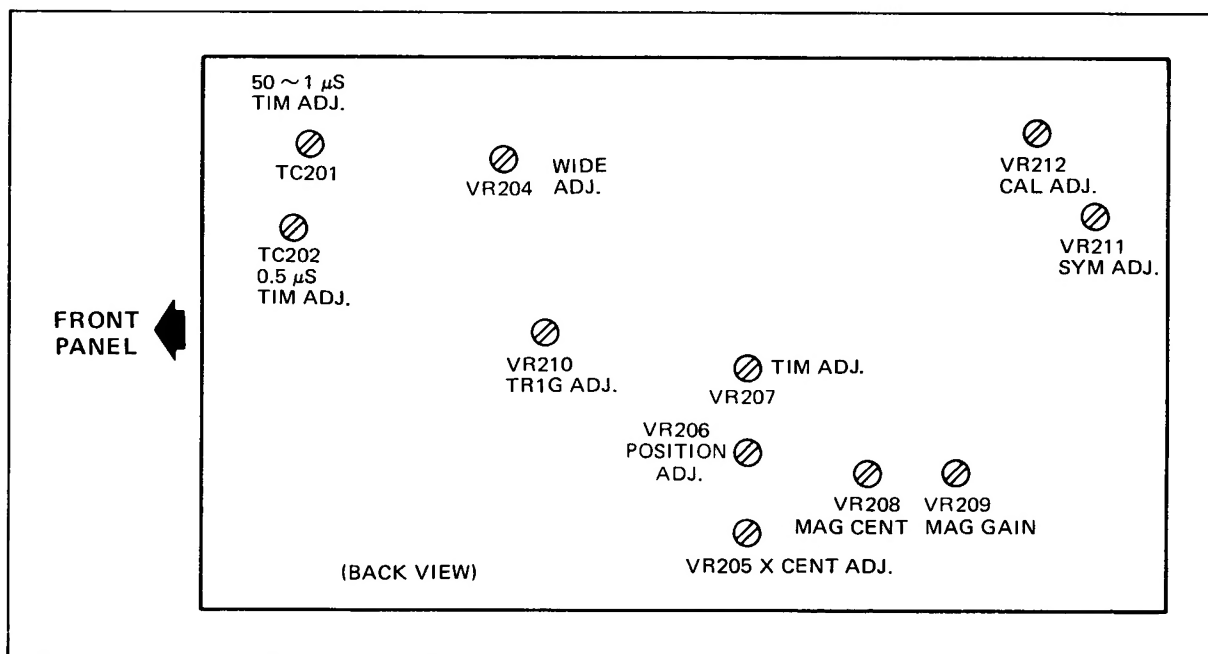 50 ~ 1 μS
TIM ADJ.
TC201
VR204
WIDE
ADJ.
VR212
CAL ADJ.
TC202
0.5 μS
TIM ADJ.
VR211
SYM ADJ.
FRONT
PANEL
VR210
TR1G ADJ.
TIM ADJ.
VR207
VR206
POSITION
ADJ.
VR208
MAG CENT
VR209
MAG GAIN
VR205 X CENT ADJ.
(BACK VIEW)